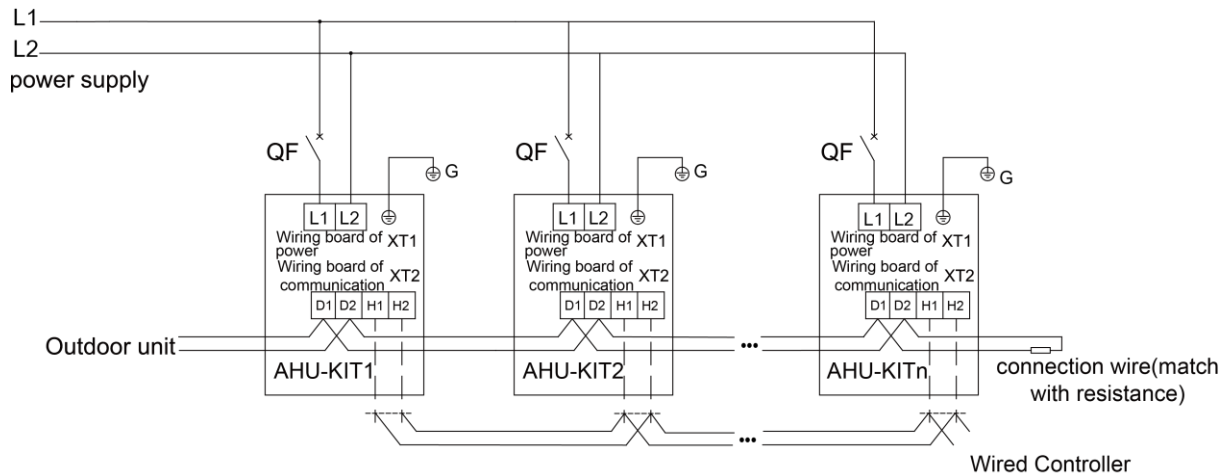 L1
L2
power supply
QF
G
QF
G
QF
G
L1 L2
L1 L2
L1 L2
Wiring board of
power
XT1
Wiring board of
power
XT1
Wiring board of
power
XT1
Wiring board of
communication
XT2
Wiring board of
communication
XT2
Wiring board of
communication
XT2
D1 D2 H1 H2
D1 D2 H1 H2
D1 D2 H1 H2
Outdoor unit
AHU-KIT1
AHU-KIT2
AHU-KITn
connection wire(match
with resistance)
Wired Controller